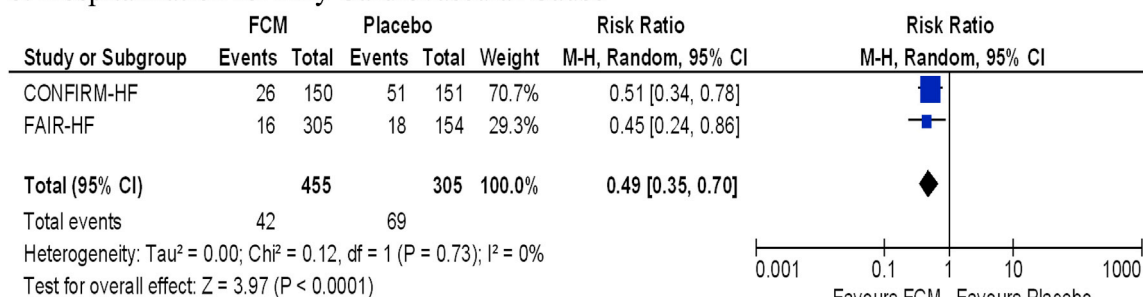 FCM Placebo Risk Ratio Risk Ratio
Study or Subgroup Events Total Events Total Weight M-H, Random, 95% CI M-H, Random, 95% CI
CONFIRM-HF 26 150 51 151 70.7% 0.51 [0.34, 0.78]
FAIR-HF 16 305 18 154 29.3% 0.45 [0.24, 0.86]
Total (95% CI) 455 305 100.0% 0.49 [0.35, 0.70]
Total events 42 69
Heterogeneity: Tau² = 0.00; Chi² = 0.12, df = 1 (P = 0.73); I² = 0%
Test for overall effect: Z = 3.97 (P < 0.0001)
0.001 0.1 1 10 1000
Favours FCM Favours Placebo